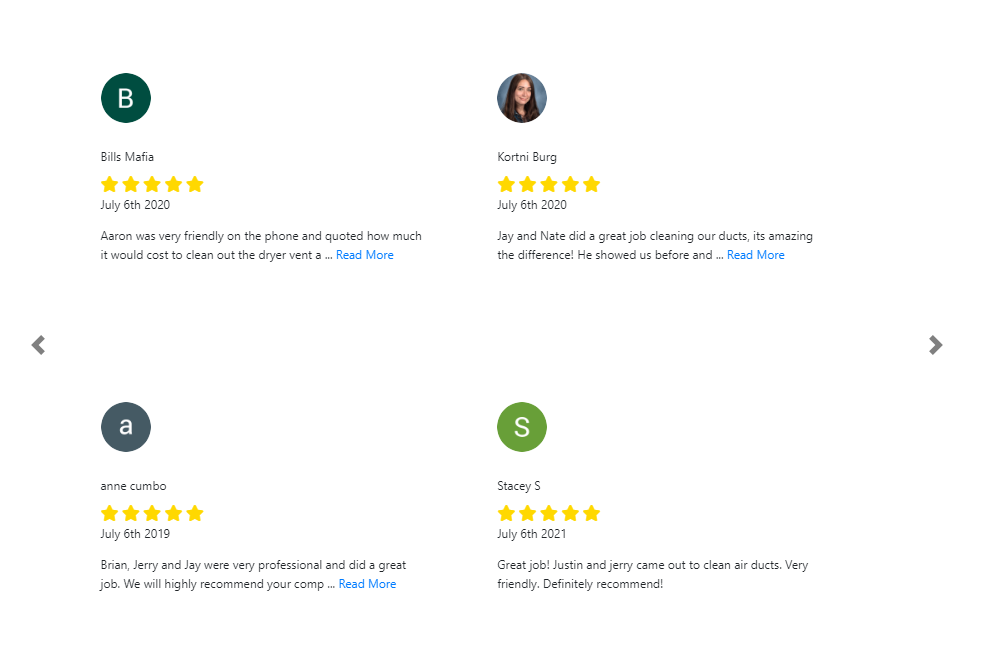 B
Bills Mafia
July 6th 2020
Aaron was very friendly on the phone and quoted how much
it would cost to clean out the dryer vent a ... Read More
Kortni Burg
July 6th 2020
Jay and Nate did a great job cleaning our ducts, its amazing
the difference! He showed us before and ... Read More
a
anne cumbo
July 6th 2019
Brian, Jerry and Jay were very professional and did a great
job. We will highly recommend your comp ... Read More
S
Stacey S
July 6th 2021
Great job! Justin and jerry came out to clean air ducts. Very
friendly. Definitely recommend!